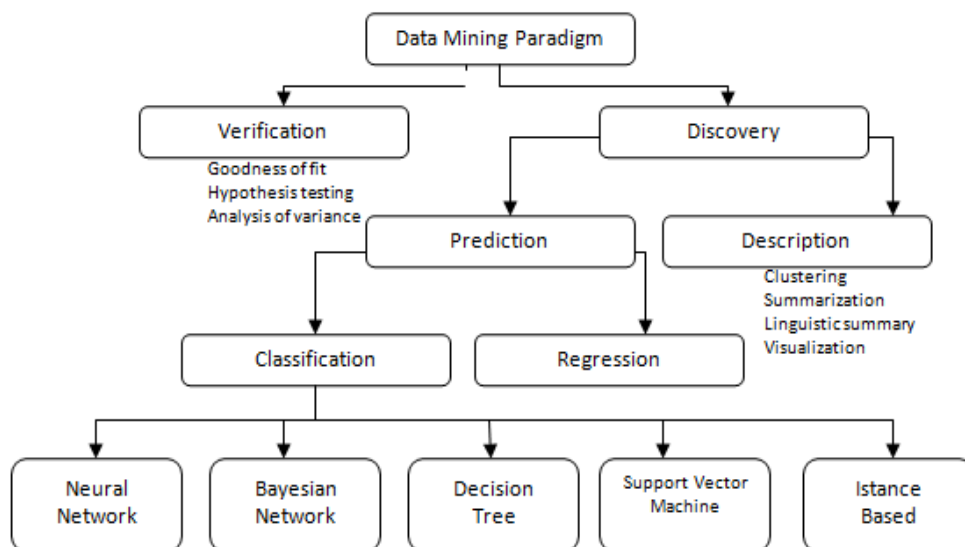 Data Mining Paradigm
Verification
Discovery
Goodness of fit
Hypothesis testing
Analysis of variance
Prediction
Description
Clustering
Summarization
Linguistic summary
Visualization
Classification
Regression
Neural
Network
Bayesian
Network
Decision
Tree
Support Vector
Machine
Istance
Based